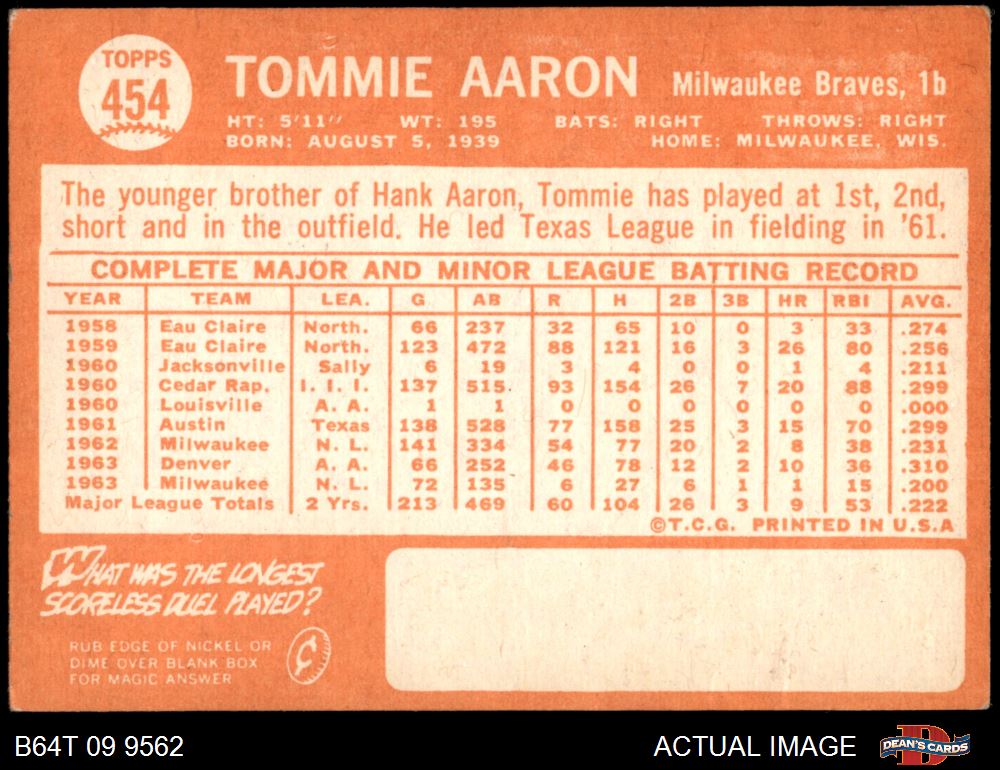 TOPPS
454
TOMMIE AARON Milwaukee Braves, 1b
HT: 5'11" WT: 195 BATS: RIGHT THROWS: RIGHT
BORN: AUGUST 5, 1939 HOME: MILWAUKEE, WIS.
The younger brother of Hank Aaron, Tommie has played at 1st, 2nd,
short and in the outfield. He led Texas League in fielding in '61.
COMPLETE MAJOR AND MINOR LEAGUE BATTING RECORD
YEAR TEAM LEA. G AB R H 2B 3B HR RBI AVG.
1958 Eau Claire North. 66 237 32 65 10 0 3 33 .274
1959 Eau Claire North. 123 472 88 121 16 3 26 80 .256
1960 Jacksonville Sally 6 19 3 4 0 0 1 4 .211
1960 Cedar Rap. I. I. I. 137 515 93 154 26 7 20 88 .299
1960 Louisville A. A. 1 1 0 0 0 0 0 0 .000
1961 Austin Texas 138 528 77 158 25 3 15 70 .299
1962 Milwaukee N. L. 141 334 54 77 20 2 8 38 .231
1963 Denver A. A. 66 252 46 78 12 2 10 36 .310
1963 Milwaukee N. L. 72 135 6 27 6 1 1 15 .200
Major League Totals 2 Yrs. 213 469 60 104 26 3 9 53 .222
©T.C.G. PRINTED IN U.S.A
WHAT WAS THE LONGEST
SCORELESS DUEL PLAYED?
RUB EDGE OF NICKEL OR
DIME OVER BLANK BOX
FOR MAGIC ANSWER
¢
B64T 09 9562 ACTUAL IMAGE D DEAN'S CARDS